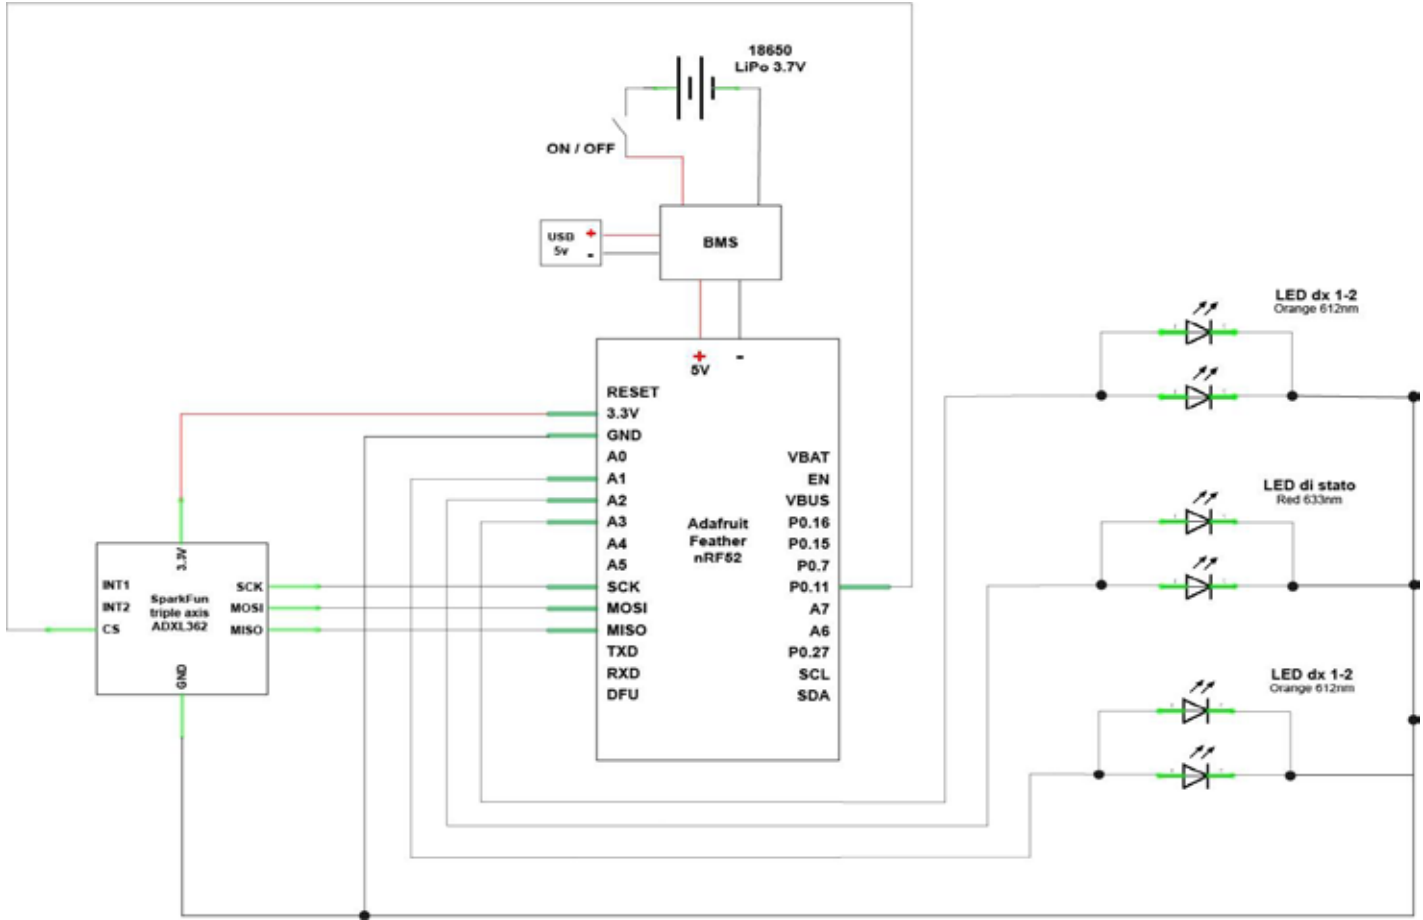 18650
LiPo 3.7V
ON / OFF
USB
5v
+
-
BMS
+
-
5V
RESET
3.3V
GND
A0
A1
A2
A3
A4
A5
SCK
MOSI
MISO
TXD
RXD
DFU
Adafruit
Feather
nRF52
VBAT
EN
VBUS
P0.16
P0.15
P0.7
P0.11
A7
A6
P0.27
SCL
SDA
3.3V
INT1
INT2
CS
SparkFun
triple axis
ADXL362
SCK
MOSI
MISO
GND
LED dx 1-2
Orange 612nm
LED di stato
Red 633nm
LED dx 1-2
Orange 612nm